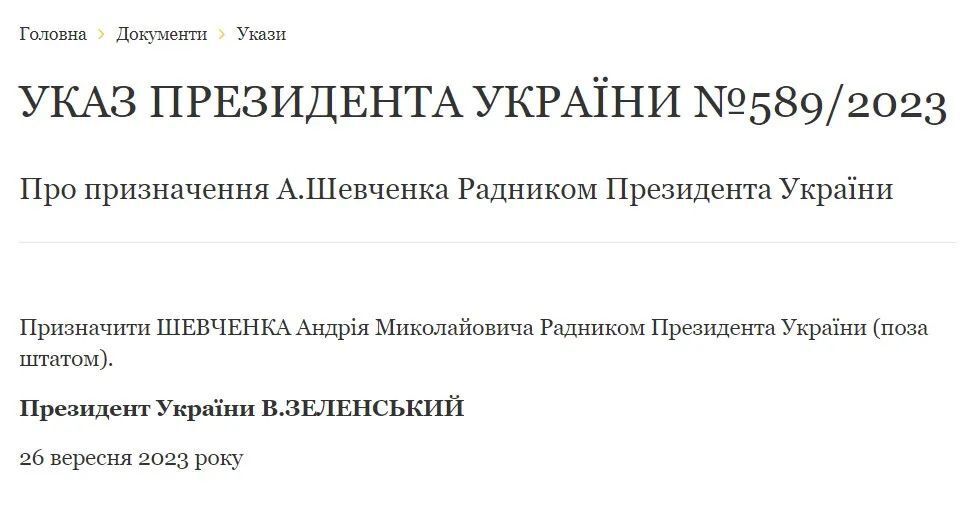 Головна > Документи > Укази
УКАЗ ПРЕЗИДЕНТА УКРАЇНИ №589/2023
Про призначення А.Шевченка Радником Президента України
Призначити ШЕВЧЕНКА Андрія Миколайовича Радником Президента України (поза
штатом).
Президент України В.ЗЕЛЕНСЬКИЙ
26 вересня 2023 року